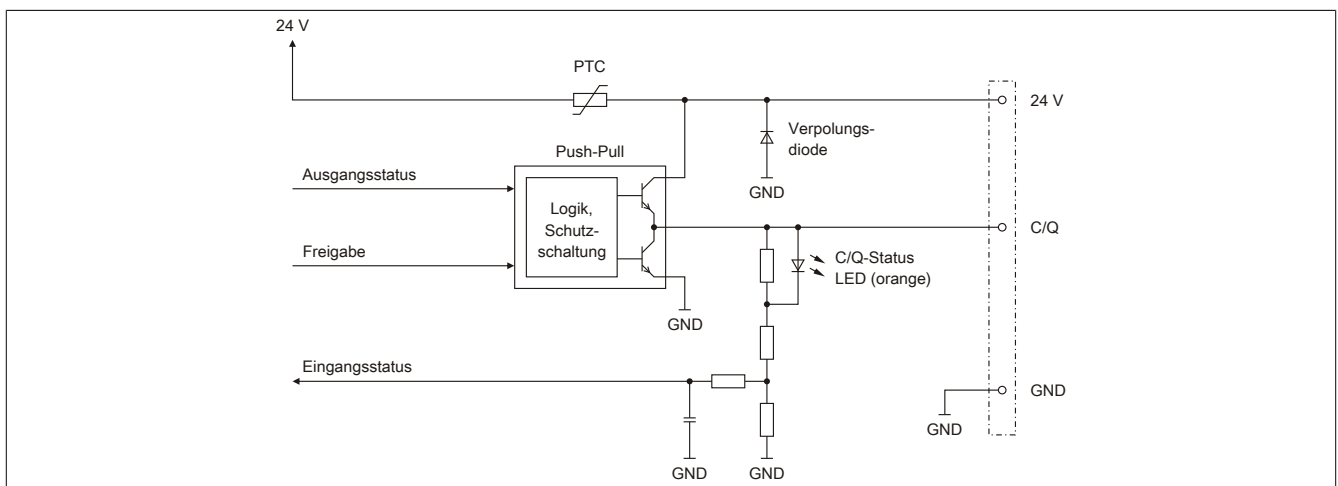 24 V
PTC
24 V
Verpolungs-
diode
Push-Pull
Ausgangsstatus
GND
Logik,
Schutz-
schaltung
C/Q
Freigabe
C/Q-Status
LED (orange)
GND
Eingangsstatus
GND
GND
GND
GND